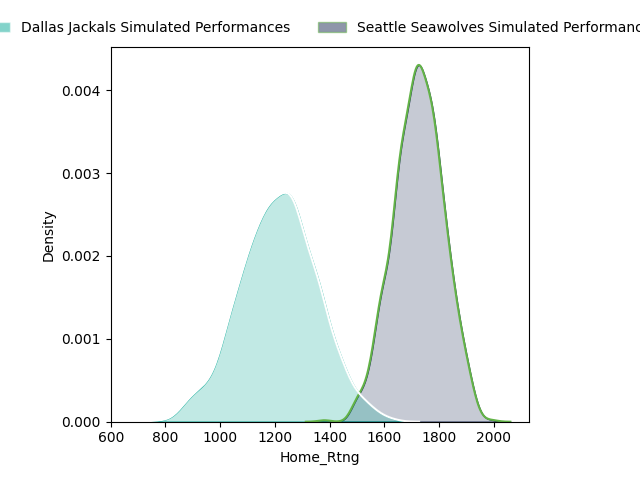 Dallas Jackals Simulated Performances
Seattle Seawolves Simulated
Density
0.004
0.003
0.002
0.001
0.000
600 800 1000 1200 1400 1600 1800 2000
Home_Rtng